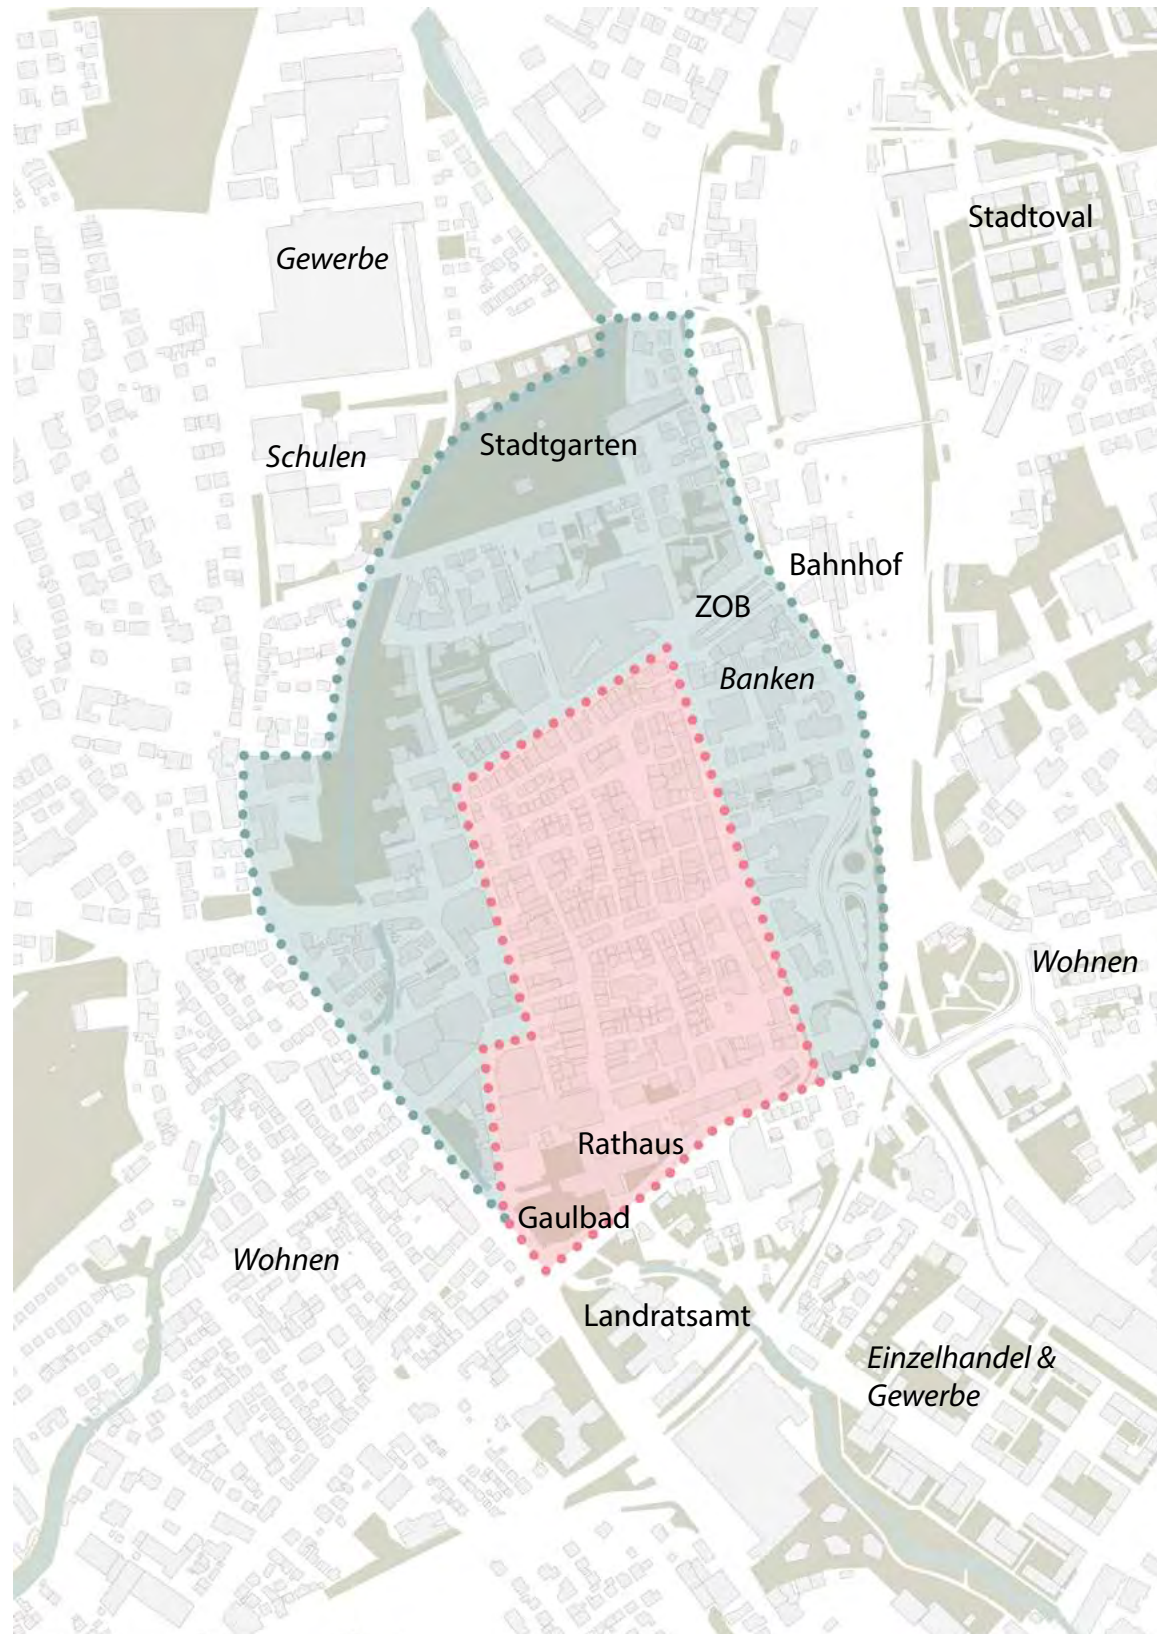 Stadtoval
Gewerbe
Stadtgarten
Schulen
Bahnhof
ZOB
Banken
Wohnen
Rathaus
Gaulbad
Wohnen
Landratsamt
Einzelhandel &
Gewerbe